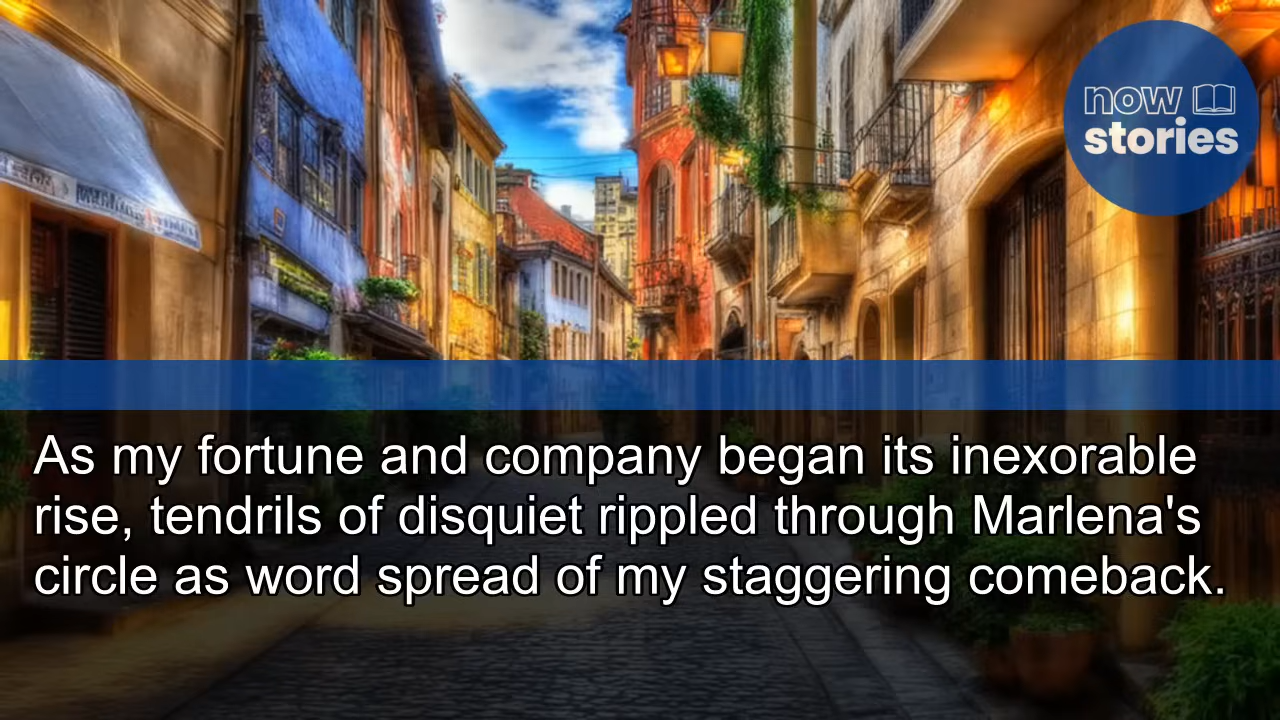 now
stories
As my fortune and company began its inexorable
rise, tendrils of disquiet rippled through Marlena's
circle as word spread of my staggering comeback.